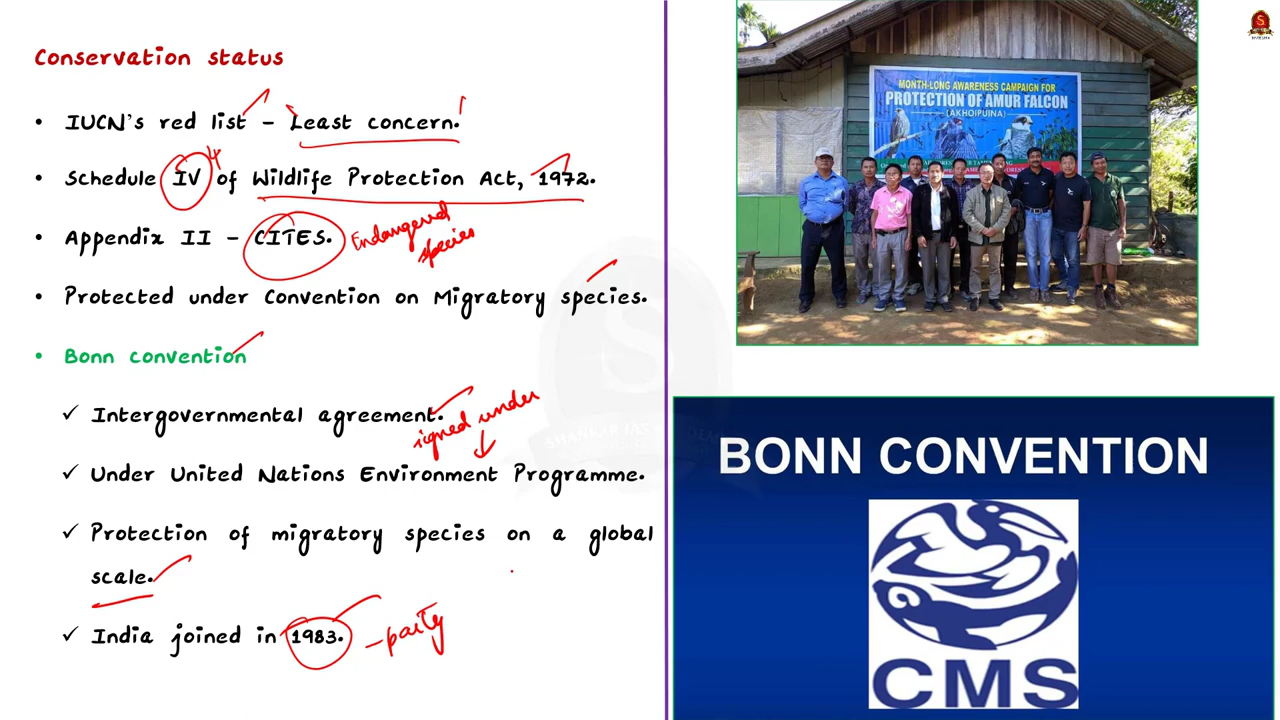 Conservation status
• IUCN's red list - Least concern.
• Schedule IV of Wildlife Protection Act, 1972.
4
• Appendix II - CITES.
Endangered
species
• Protected under Convention on Migratory species.
• Bonn convention
✓ Intergovernmental agreement.
signed under
✓ Under United Nations Environment Programme.
✓ Protection of migratory species on a global
scale.
✓ India joined in 1983.
- party
MONTH-LONG AWARENESS CAMPAIGN FOR
PROTECTION OF AMUR FALCON
(AKHOIPUINA)
BONN CONVENTION
CMS